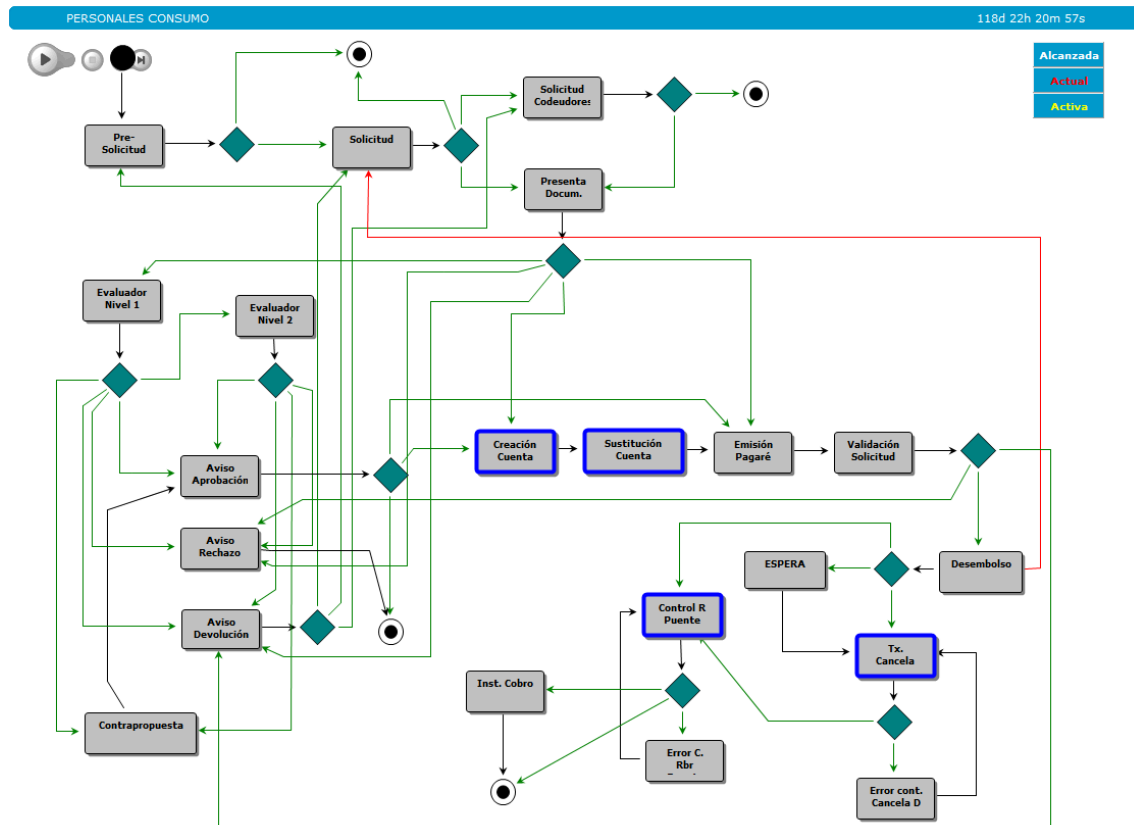 PERSONALES CONSUMO
118d 22h 20m 57s
Alcanzada
Actual
Activa
Solicitud
Codeudores
Pre-
Solicitud
Solicitud
Presenta
Docum.
Evaluador
Nivel 1
Evaluador
Nivel 2
Creación
Cuenta
Sustitución
Cuenta
Emisión
Pagaré
Validación
Solicitud
Aviso
Aprobación
Aviso
Rechazo
ESPERA
Desembolso
Control R
Puente
Aviso
Devolución
Tx.
Cancela
Inst. Cobro
Contrapropuesta
Error C.
Rbr
Error cont.
Cancela D